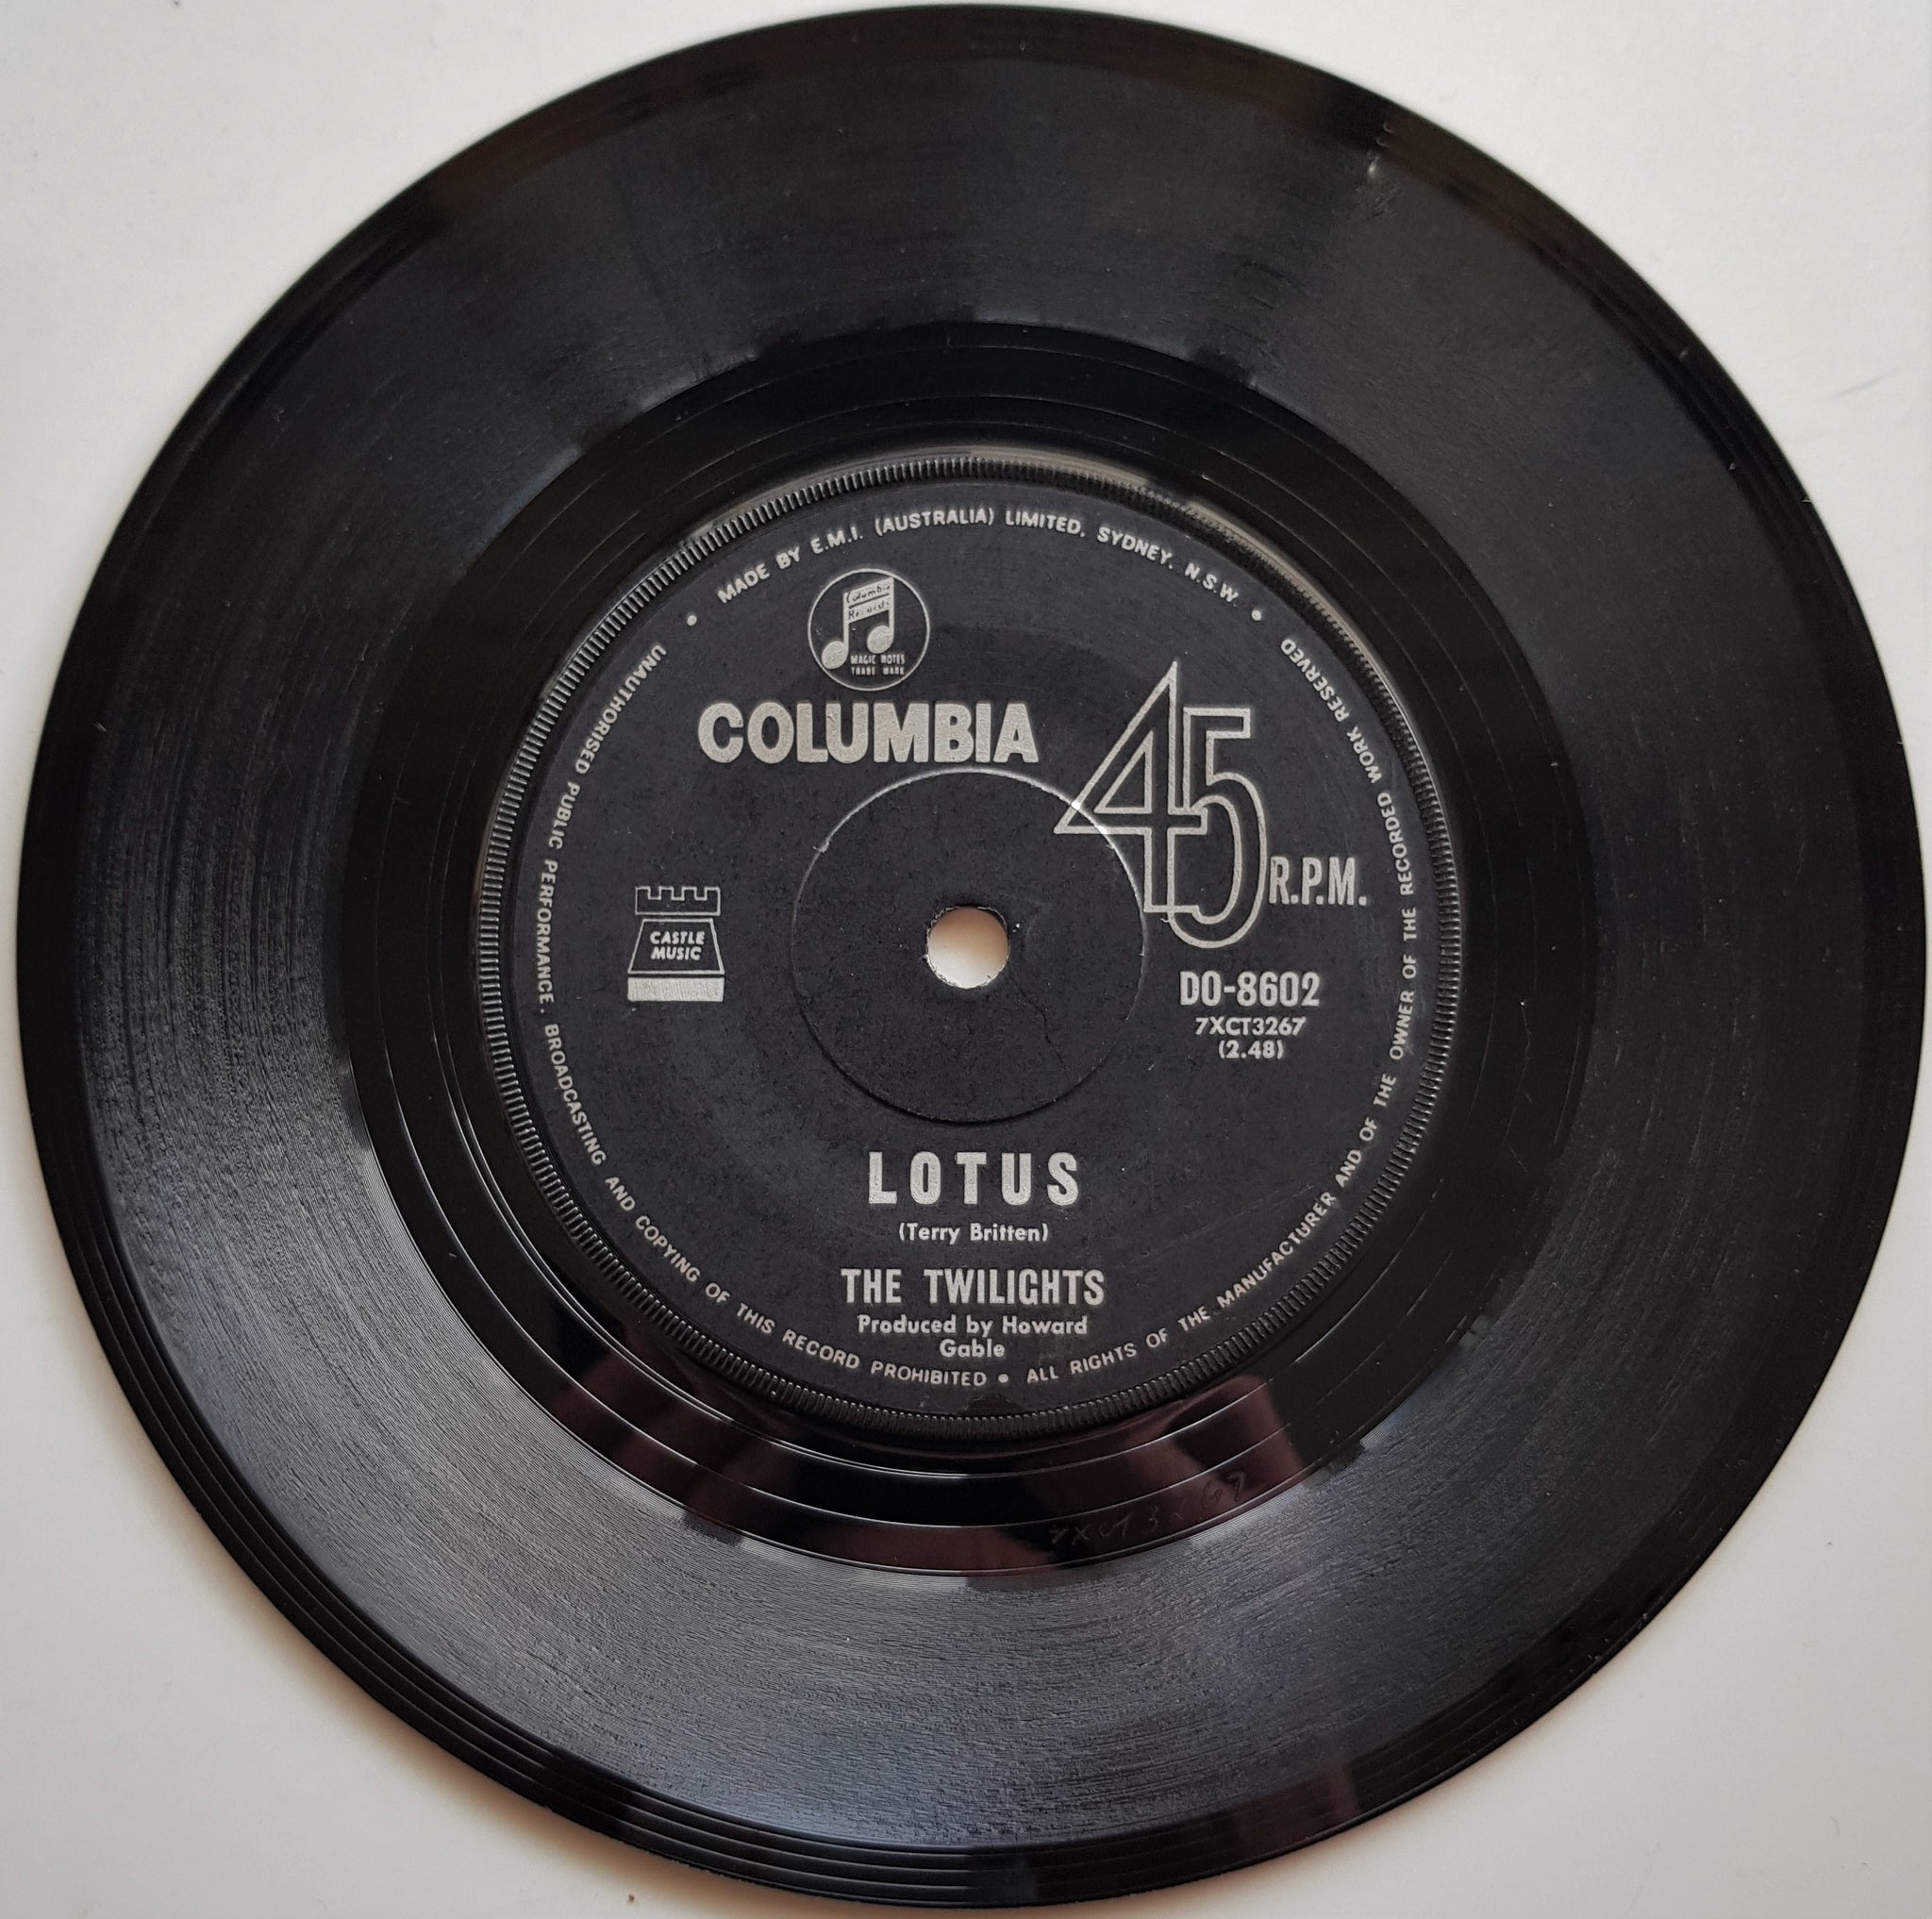 MADE BY E.M.I. (AUSTRALIA) LIMITED, SYDNEY, N.S.W. •
Columbia
Records
MAGIC NOTES
TRADE MARK
COLUMBIA
45 R.P.M.
CASTLE
MUSIC
DO-8602
7XCT3267
(2.48)
LOTUS
(Terry Britten)
THE TWILIGHTS
Produced by Howard
Gable
• UNAUTHORISED PUBLIC PERFORMANCE, BROADCASTING AND COPYING OF THIS RECORD PROHIBITED • ALL RIGHTS OF THE MANUFACTURER AND OF THE OWNER OF THE RECORDED WORK RESERVED
7XCT3267